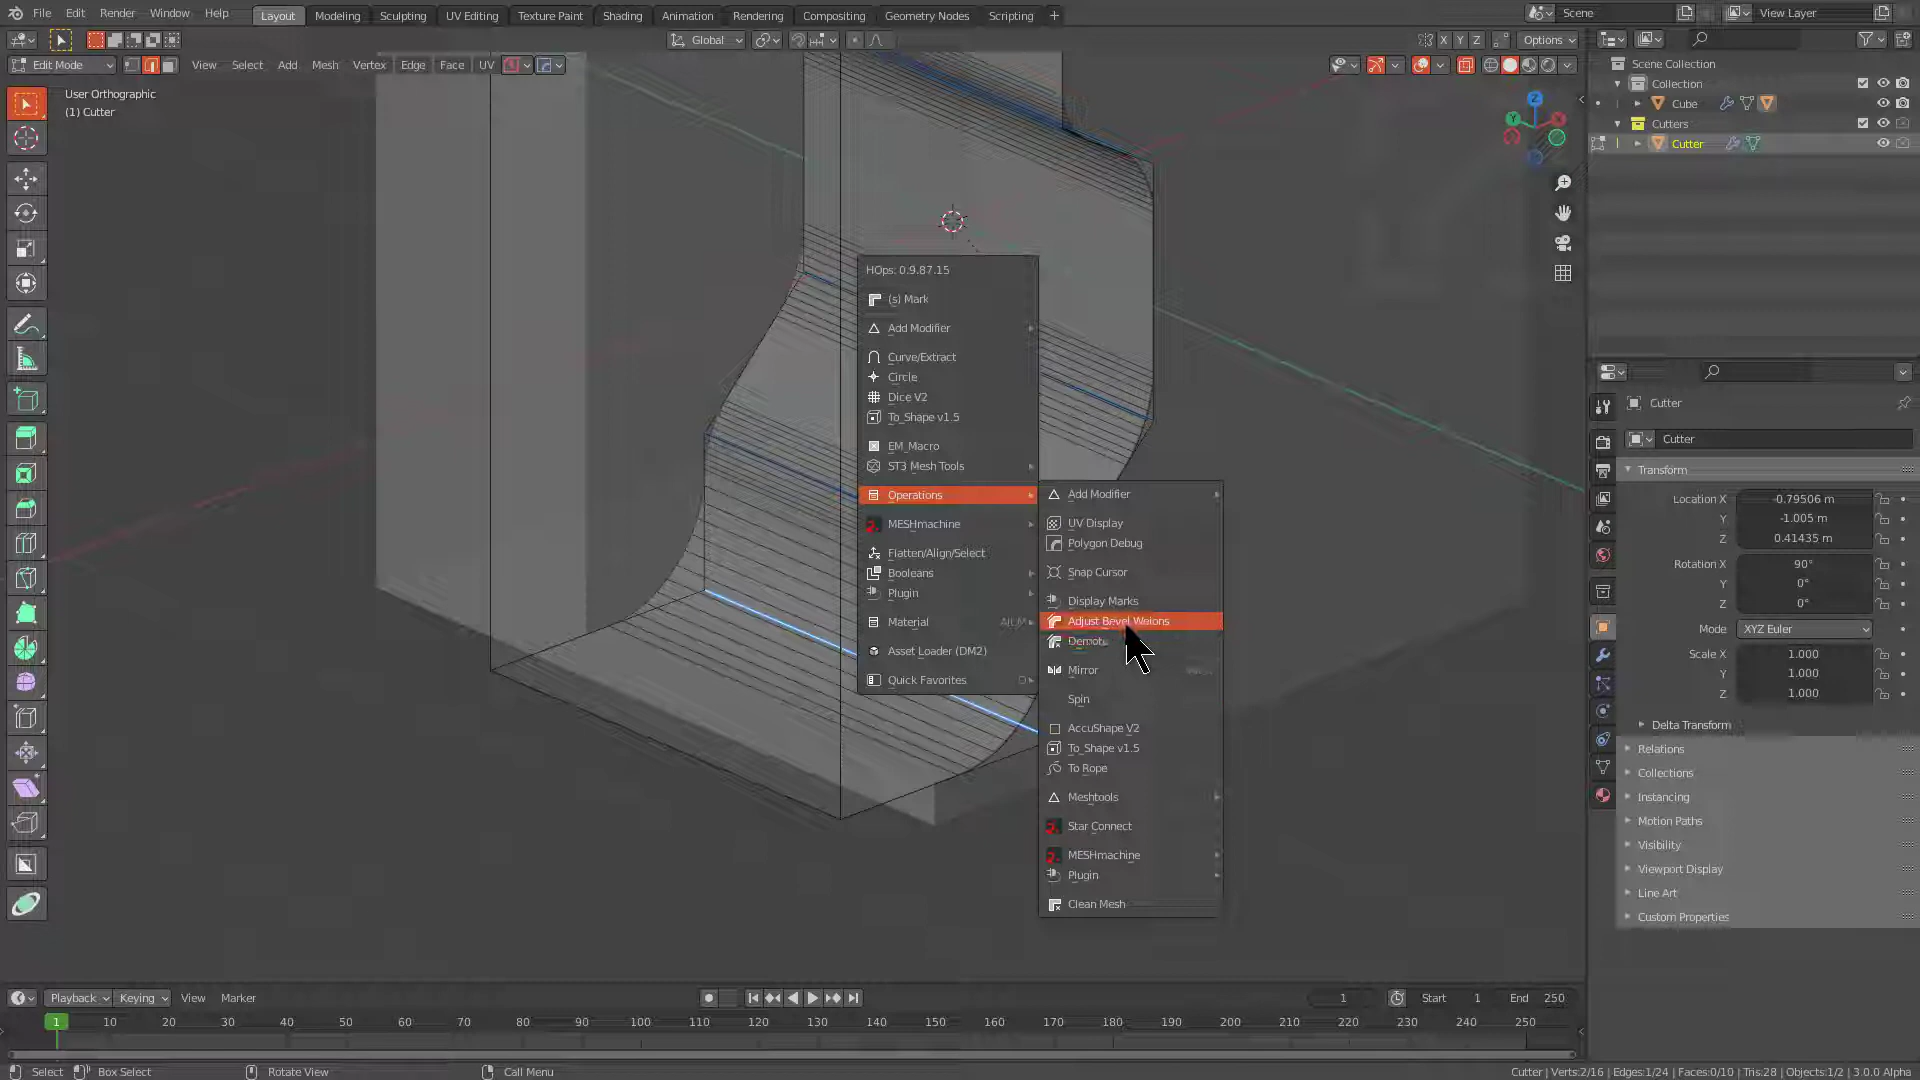 File Edit Render Window Help
Layout Modeling Sculpting UV Editing Texture Paint Shading Animation Rendering Compositing Geometry Nodes Scripting +
Scene View Layer
Global X Y Z Options
Edit Mode View Select Add Mesh Vertex Edge Face UV
User Orthographic
(1) Cutter
Z
Y X
HOps: 0.9.87.15
(s) Mark
Add Modifier
Curve/Extract
Circle
Dice V2
To_Shape v1.5
EM_Macro
ST3 Mesh Tools
Operations
MESHmachine
Flatten/Align/Select
Booleans
Plugin
Material
Asset Loader (DM2)
Quick Favorites
Add Modifier
UV Display
Polygon Debug
Snap Cursor
Display Marks
Adjust Bevel
Mirror
Spin
AccuShape V2
To_Shape v1.5
To Rope
Meshtools
Star Connect
MESHmachine
Plugin
Clean Mesh
Scene Collection
Collection
Cube
Cutters
Cutter
Cutter
Cutter
Transform
Location X -0.79506 m
Y -1.005 m
Z 0.41435 m
Rotation X 90°
Y 0°
Z 0°
Mode XYZ Euler
Scale X 1.000
Y 1.000
Z 1.000
Delta Transform
Relations
Collections
Instancing
Motion Paths
Visibility
Viewport Display
Line Art
Custom Properties
Playback Keying View Marker 1 Start 1 End 250
1 10 20 30 40 50 60 70 80 90 100 110 120 130 140 150 160 170 180 190 200 210 220 230 240 250
Select Box Select Rotate View Call Menu Cutter | Verts:2/16 | Edges:1/24 | Faces:0/10 | Tris:28 | Objects:1/2 | 3.0.0 Alpha